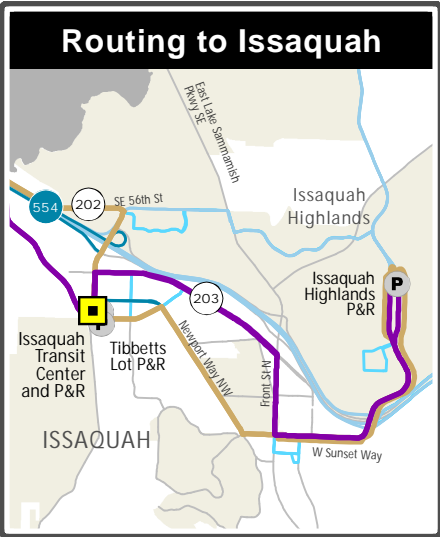 Routing to Issaquah
East Lake Sammamish
Pkwy SE
554
202
SE 56th St
Issaquah
Highlands
203
Issaquah
Highlands
P&R
P
Issaquah
Transit
Center
and P&R
Tibbetts
Lot P&R
Newport Way NW
Front St N
ISSAQUAH
W Sunset Way